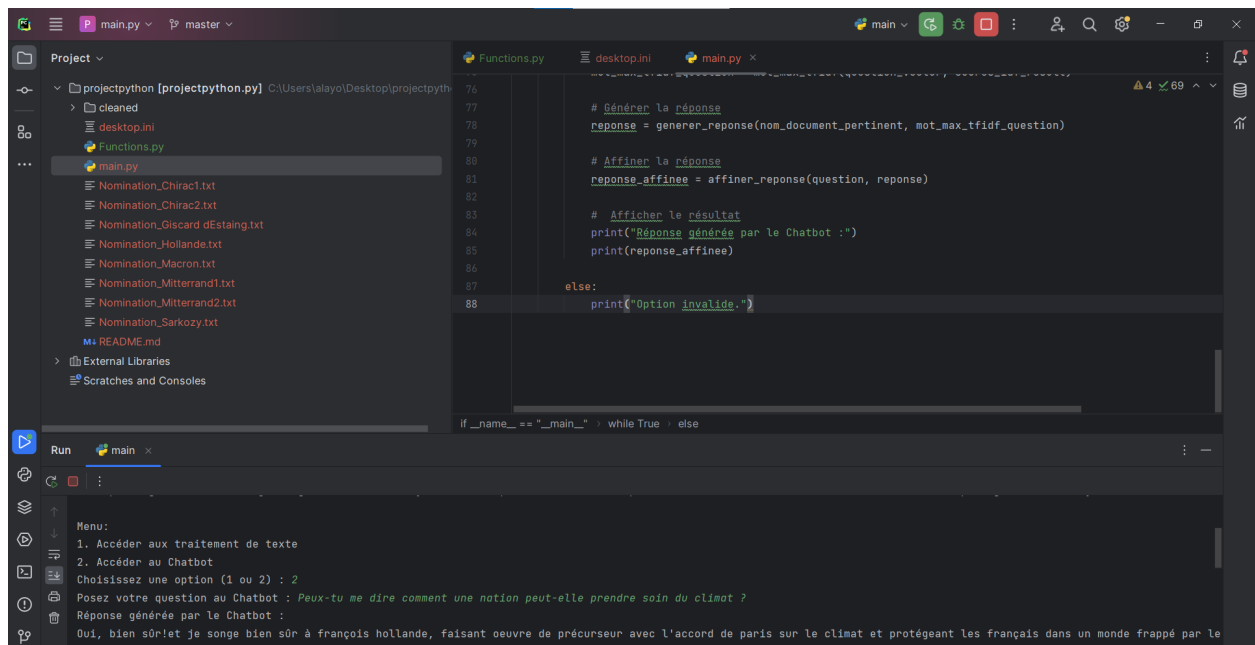 P main.py master main
Project
Functions.py desktop.ini main.py
projectpython [projectpython.py] C:\Users\alayo\Desktop\projectpyth
cleaned
desktop.ini
Functions.py
main.py
Nomination_Chirac1.txt
Nomination_Chirac2.txt
Nomination_Giscard dEstaing.txt
Nomination_Hollande.txt
Nomination_Macron.txt
Nomination_Mitterrand1.txt
Nomination_Mitterrand2.txt
Nomination_Sarkozy.txt
README.md
External Libraries
Scratches and Consoles
4 69
76
77 # Générer la réponse
78 reponse = generer_reponse(nom_document_pertinent, mot_max_tfidf_question)
79
80 # Affiner la réponse
81 reponse_affinee = affiner_reponse(question, reponse)
82
83 # Afficher le résultat
84 print("Réponse générée par le Chatbot :")
85 print(reponse_affinee)
86
87 else:
88 print("Option invalide.")
if __name__ == "__main__" › while True › else
Run main
Menu:
1. Accéder aux traitement de texte
2. Accéder au Chatbot
Choisissez une option (1 ou 2) : 2
Posez votre question au Chatbot : Peux-tu me dire comment une nation peut-elle prendre soin du climat ?
Réponse générée par le Chatbot :
Oui, bien sûr!et je songe bien sûr à françois hollande, faisant oeuvre de précurseur avec l'accord de paris sur le climat et protégeant les français dans un monde frappé par le